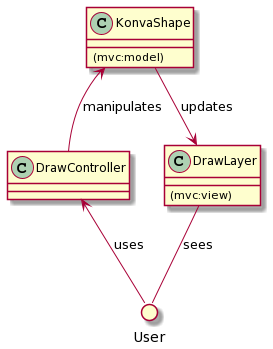 C KonvaShape
(mvc:model)
manipulates
updates
C DrawController
C DrawLayer
(mvc:view)
uses
sees
User